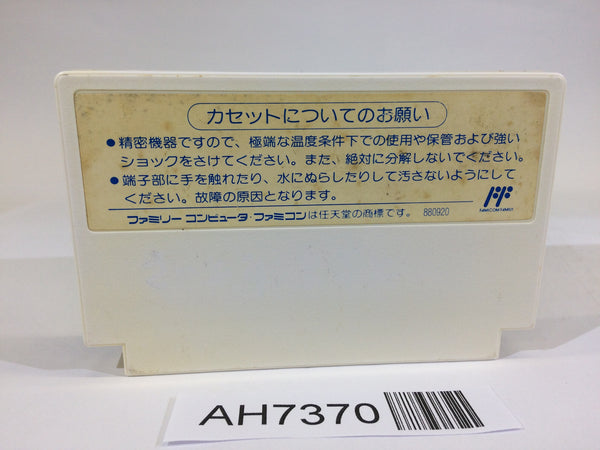 カセットについてのお願い
●精密機器ですので、極端な温度条件下での使用や保管および強い
ショックをさけてください。また、絶対に分解しないでください。
●端子部に手を触れたり、水にぬらしたりして汚さないようにして
ください。故障の原因となります。
ファミリーコンピュータ・ファミコンは任天堂の商標です。 880920
FAMICOM FAMILY
AH7370